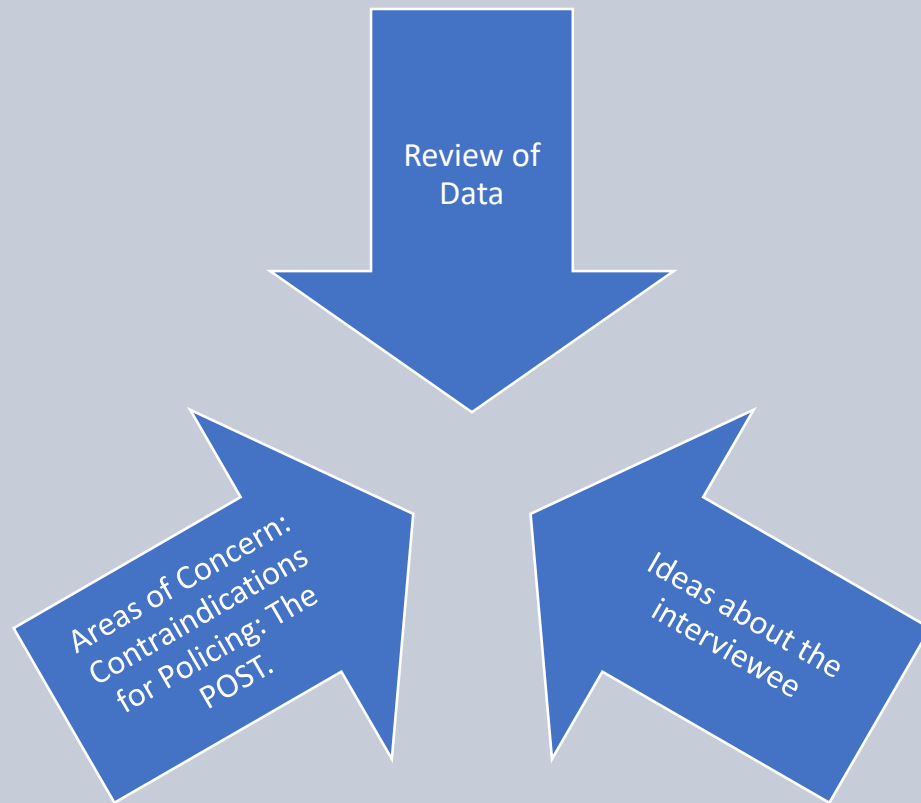 Review of
Data
Areas of Concern:
Contraindications
for Policing: The
POST.
Ideas about the
interviewee